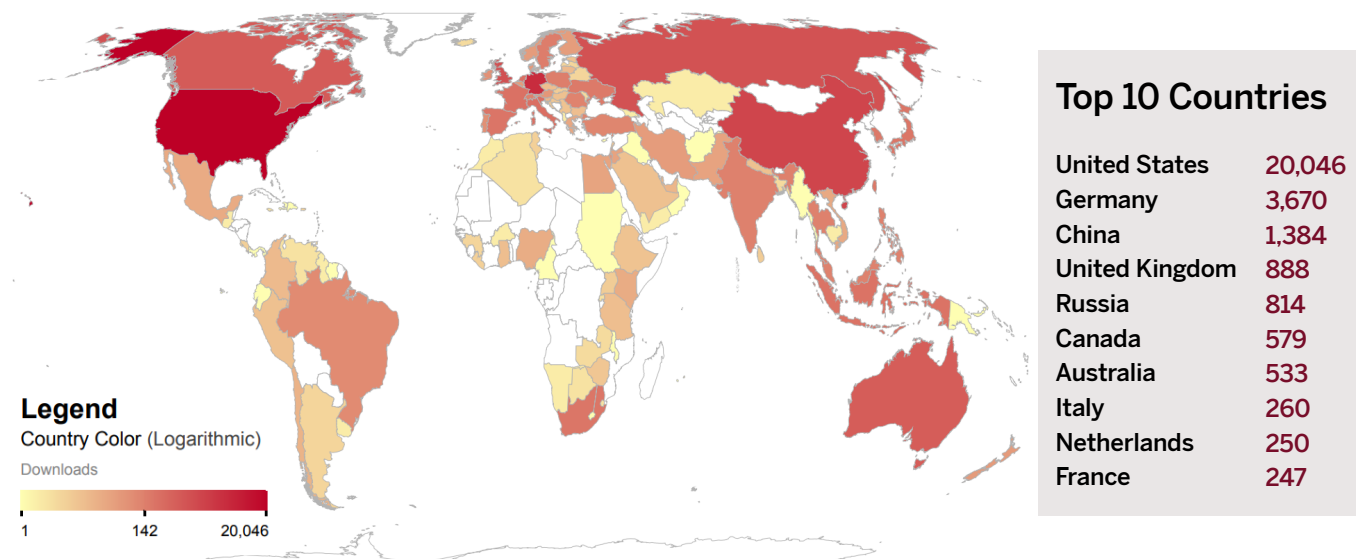 Legend
Country Color (Logarithmic)
Downloads
1 142 20,046
Top 10 Countries
United States 20,046
Germany 3,670
China 1,384
United Kingdom 888
Russia 814
Canada 579
Australia 533
Italy 260
Netherlands 250
France 247